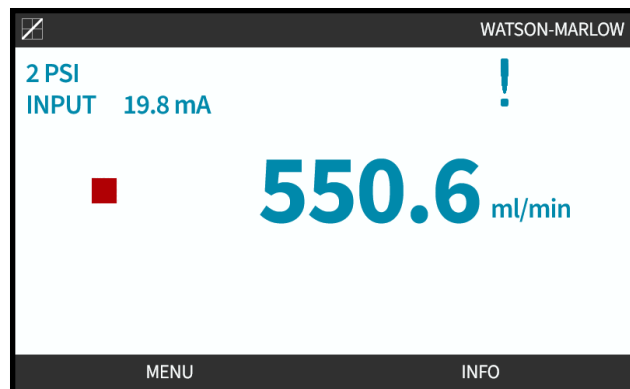 WATSON-MARLOW
2 PSI
INPUT 19.8 mA
!
550.6 ml/min
MENU INFO